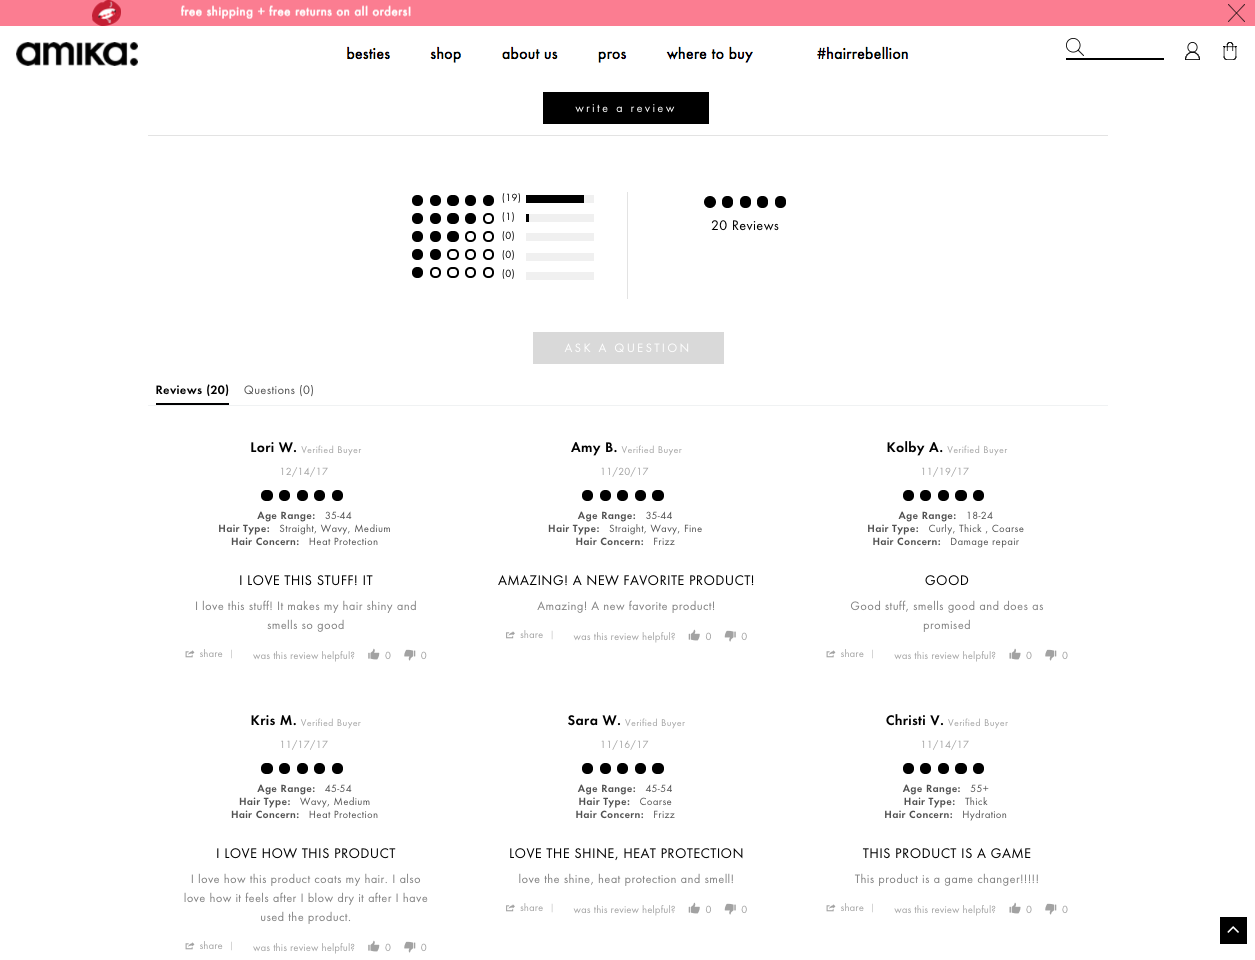 free shipping + free returns on all orders!
amika:
besties shop about us pros where to buy #hairrebellion
write a review
(19)
(1)
(0)
(0)
(0)
20 Reviews
ASK A QUESTION
Reviews (20) Questions (0)
Lori W. Verified Buyer
12/14/17
Age Range: 35-44
Hair Type: Straight, Wavy, Medium
Hair Concern: Heat Protection
I LOVE THIS STUFF! IT
I love this stuff! It makes my hair shiny and
smells so good
share | was this review helpful? 0 0
Amy B. Verified Buyer
11/20/17
Age Range: 35-44
Hair Type: Straight, Wavy, Fine
Hair Concern: Frizz
AMAZING! A NEW FAVORITE PRODUCT!
Amazing! A new favorite product!
share | was this review helpful? 0 0
Kolby A. Verified Buyer
11/19/17
Age Range: 18-24
Hair Type: Curly, Thick , Coarse
Hair Concern: Damage repair
GOOD
Good stuff, smells good and does as
promised
share | was this review helpful? 0 0
Kris M. Verified Buyer
11/17/17
Age Range: 45-54
Hair Type: Wavy, Medium
Hair Concern: Heat Protection
I LOVE HOW THIS PRODUCT
I love how this product coats my hair. I also
love how it feels after I blow dry it after I have
used the product.
share | was this review helpful? 0 0
Sara W. Verified Buyer
11/16/17
Age Range: 45-54
Hair Type: Coarse
Hair Concern: Frizz
LOVE THE SHINE, HEAT PROTECTION
love the shine, heat protection and smell!
share | was this review helpful? 0 0
Christi V. Verified Buyer
11/14/17
Age Range: 55+
Hair Type: Thick
Hair Concern: Hydration
THIS PRODUCT IS A GAME
This product is a game changer!!!!!
share | was this review helpful? 0 0